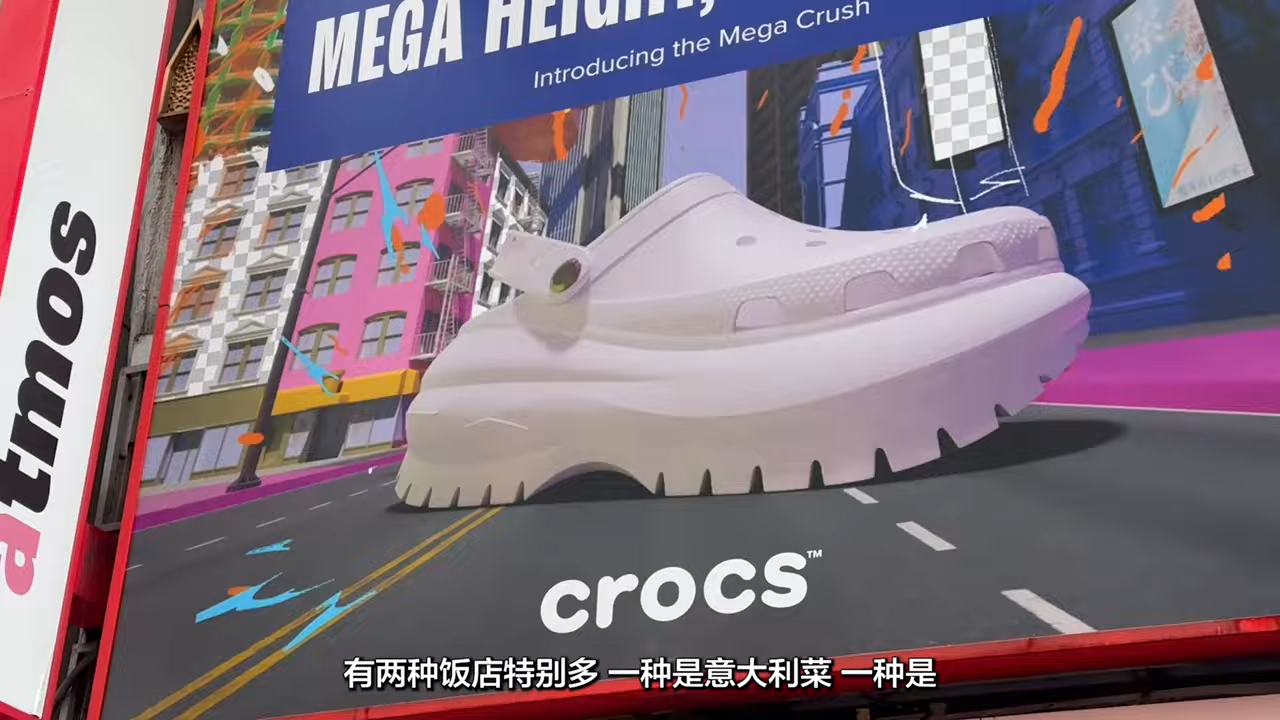 MEGA HEIGHT,
Introducing the Mega Crush
atmos
crocs™
有两种饭店特别多 一种是意大利菜 一种是